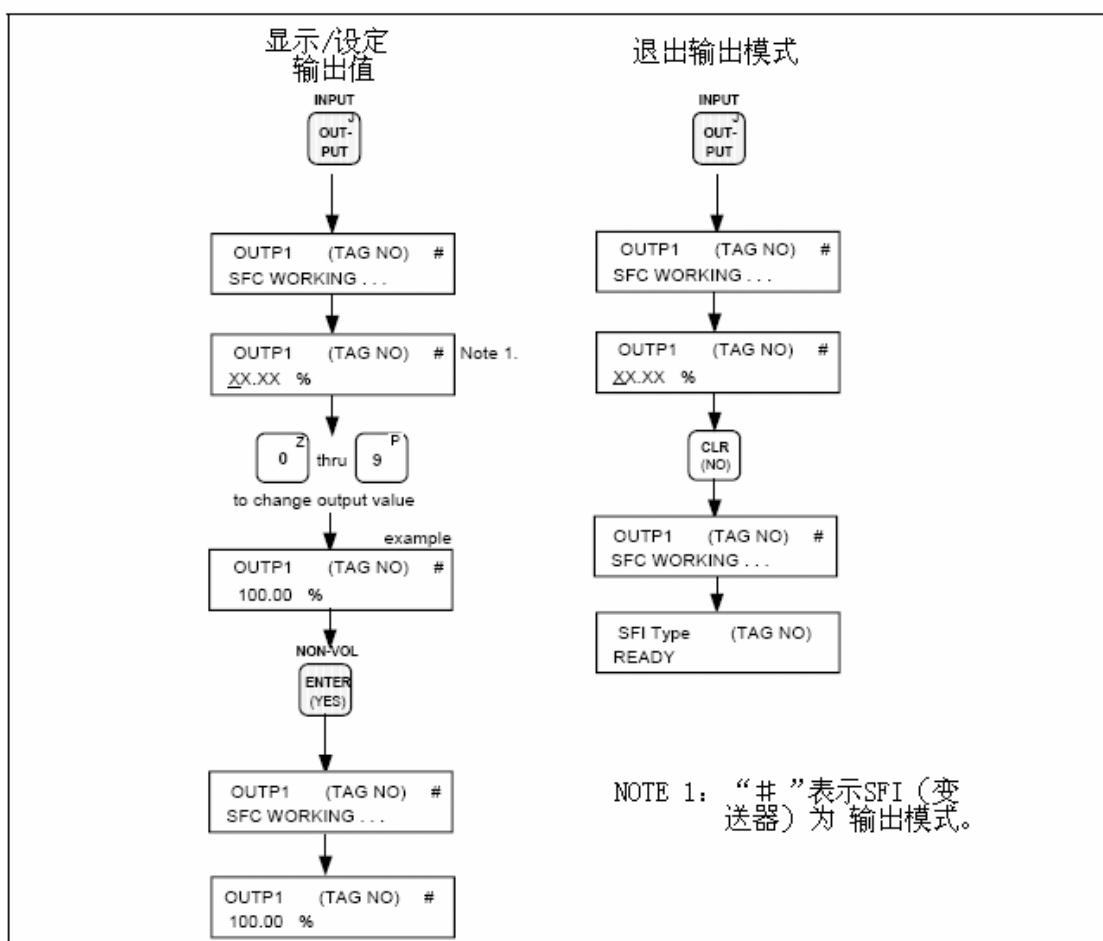 显示/设定
输出值
INPUT
J
OUT-
PUT
OUTP1 (TAG NO) #
SFC WORKING . . .
OUTP1 (TAG NO) # Note 1.
XX.XX %
0 Z thru 9 P
to change output value
example
OUTP1 (TAG NO) #
100.00 %
NON-VOL
ENTER
(YES)
OUTP1 (TAG NO) #
SFC WORKING . . .
OUTP1 (TAG NO) #
100.00 %
退出输出模式
INPUT
J
OUT-
PUT
OUTP1 (TAG NO) #
SFC WORKING . . .
OUTP1 (TAG NO) #
XX.XX %
CLR
(NO)
OUTP1 (TAG NO) #
SFC WORKING . . .
SFI Type (TAG NO)
READY
NOTE 1: “#”表示SFI（变
送器）为 输出模式。